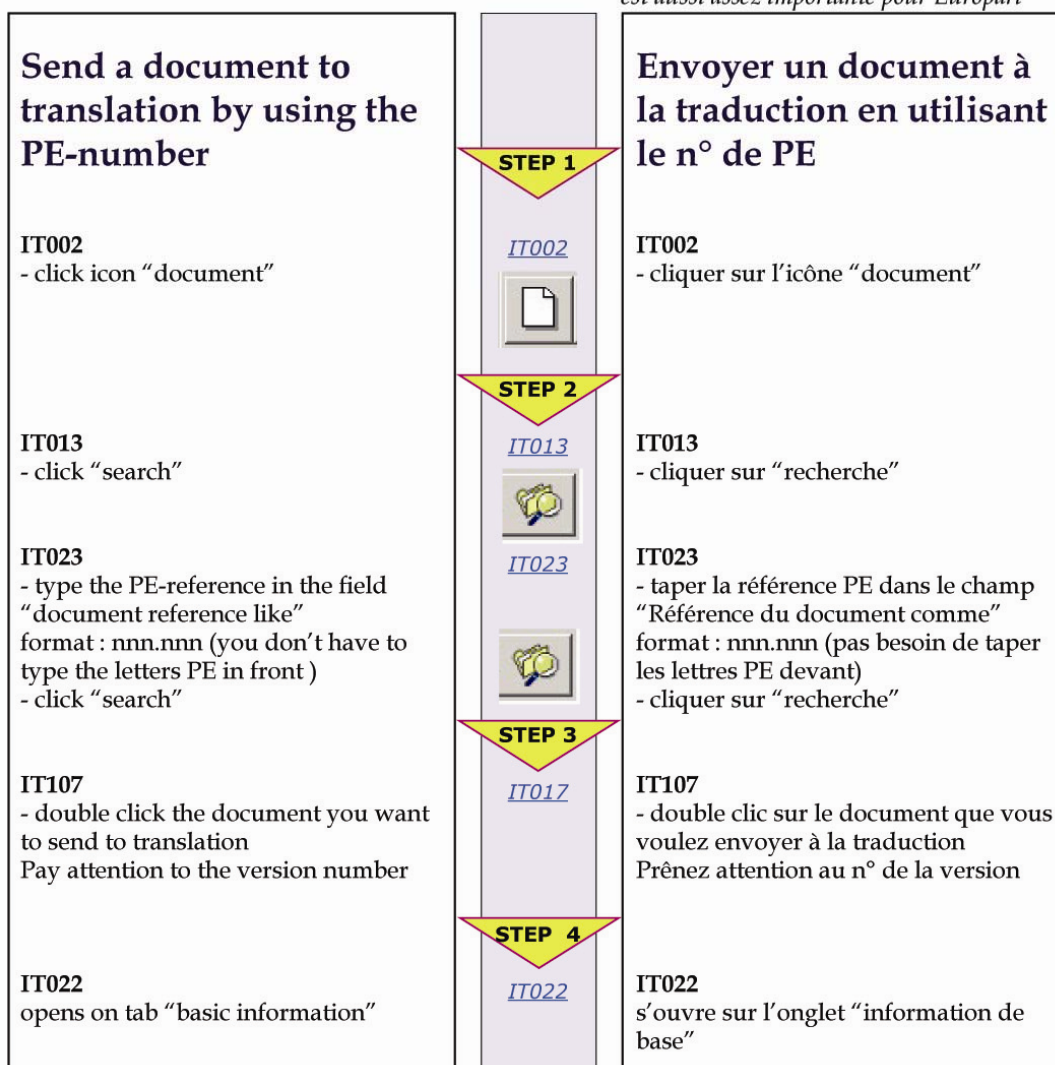 est aussi assez importante pour Europarl
Send a document to
translation by using the
PE-number
IT002
- click icon “document”
IT013
- click “search”
IT023
- type the PE-reference in the field
“document reference like”
format : nnn.nnn (you don’t have to
type the letters PE in front )
- click “search”
IT107
- double click the document you want
to send to translation
Pay attention to the version number
IT022
opens on tab “basic information”
STEP 1
IT002
STEP 2
IT013
IT023
STEP 3
IT017
STEP 4
IT022
Envoyer un document à
la traduction en utilisant
le n° de PE
IT002
- cliquer sur l’icône “document”
IT013
- cliquer sur “recherche”
IT023
- taper la référence PE dans le champ
“Référence du document comme”
format : nnn.nnn (pas besoin de taper
les lettres PE devant)
- cliquer sur “recherche”
IT107
- double clic sur le document que vous
voulez envoyer à la traduction
Prênez attention au n° de la version
IT022
s’ouvre sur l’onglet “information de
base”